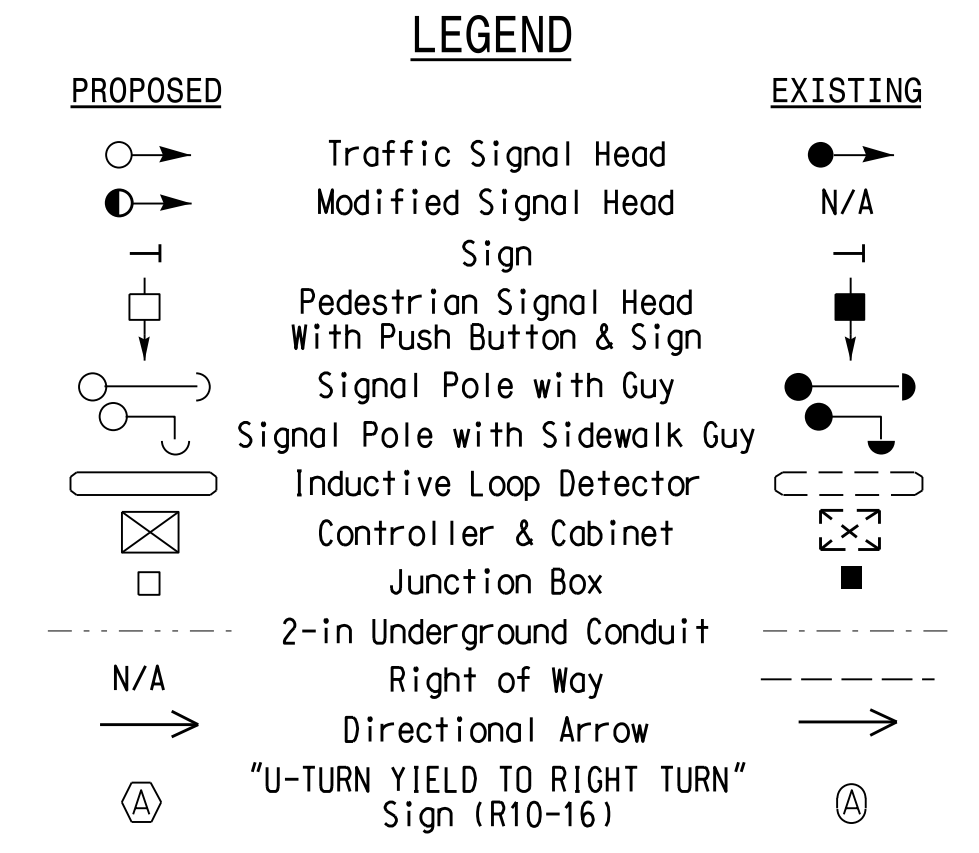 LEGEND
PROPOSED EXISTING
Traffic Signal Head
Modified Signal Head N/A
Sign
Pedestrian Signal Head
With Push Button & Sign
Signal Pole with Guy
Signal Pole with Sidewalk Guy
Inductive Loop Detector
Controller & Cabinet
Junction Box
2-in Underground Conduit
N/A Right of Way
Directional Arrow
"U-TURN YIELD TO RIGHT TURN"
A Sign (R10-16) A